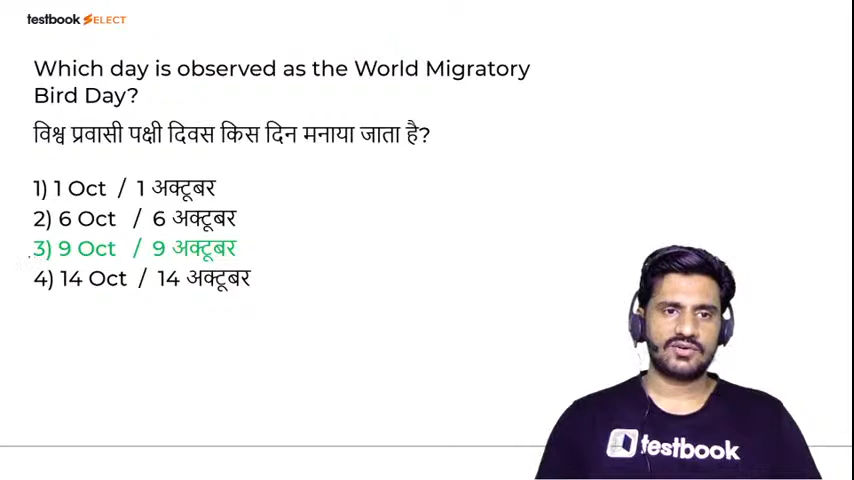 testbook SELECT
Which day is observed as the World Migratory
Bird Day?
विश्व प्रवासी पक्षी दिवस किस दिन मनाया जाता है?
1) 1 Oct / 1 अक्टूबर
2) 6 Oct / 6 अक्टूबर
3) 9 Oct / 9 अक्टूबर
4) 14 Oct / 14 अक्टूबर
testbook